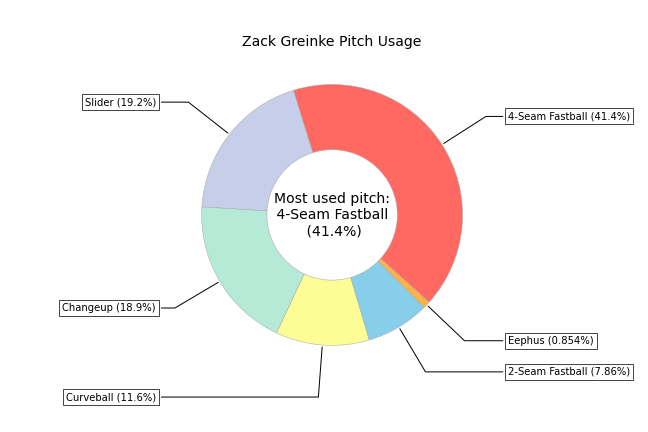 Zack Greinke Pitch Usage
Slider (19.2%)
4-Seam Fastball (41.4%)
Most used pitch:
4-Seam Fastball
(41.4%)
Changeup (18.9%)
Eephus (0.854%)
2-Seam Fastball (7.86%)
Curveball (11.6%)